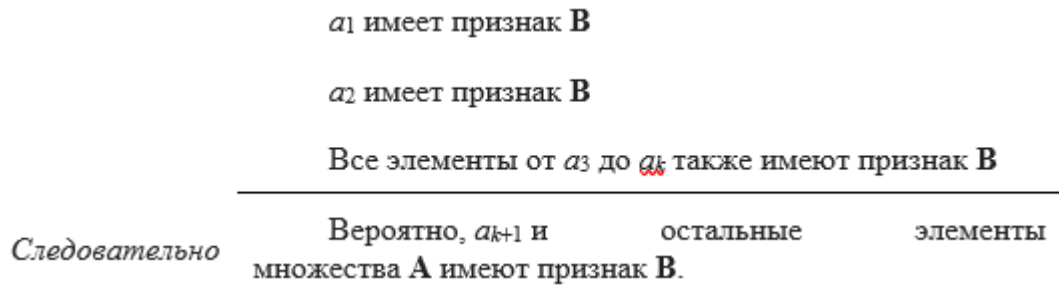 a1 имеет признак В
a2 имеет признак В
Все элементы от a3 до ak также имеют признак В
Следовательно
Вероятно, ak+1 и остальные элементы
множества А имеют признак В.